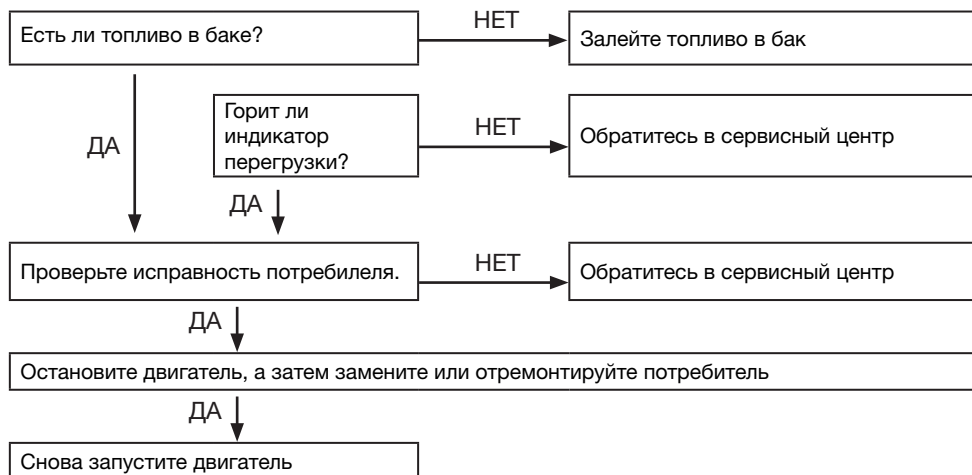 Есть ли топливо в баке?
НЕТ
Залейте топливо в бак
ДА
Горит ли
индикатор
перегрузки?
НЕТ
Обратитесь в сервисный центр
ДА
Проверьте исправность потребилеля.
НЕТ
Обратитесь в сервисный центр
ДА
Остановите двигатель, а затем замените или отремонтируйте потребитель
ДА
Снова запустите двигатель